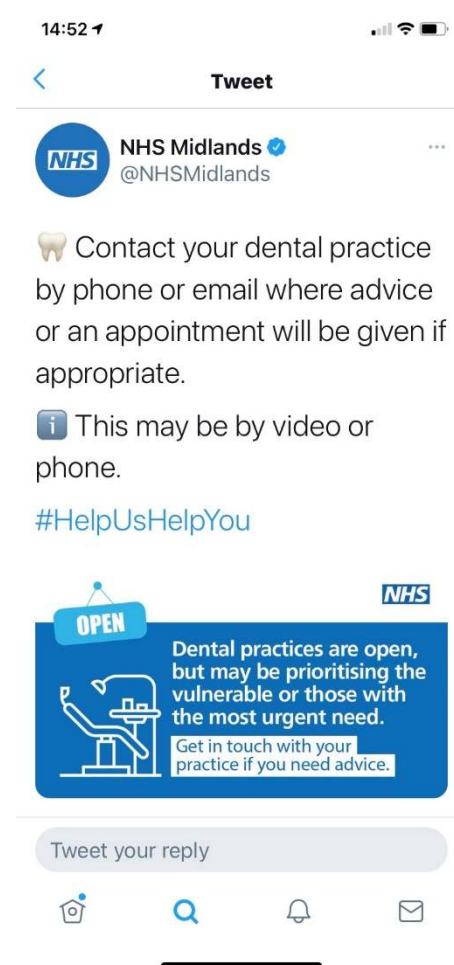 14:52
Tweet
NHS
NHS Midlands
@NHSMidlands
🦷 Contact your dental practice
by phone or email where advice
or an appointment will be given if
appropriate.
ℹ️ This may be by video or
phone.
#HelpUsHelpYou
NHS
OPEN
Dental practices are open,
but may be prioritising the
vulnerable or those with
the most urgent need.
Get in touch with your
practice if you need advice.
Tweet your reply